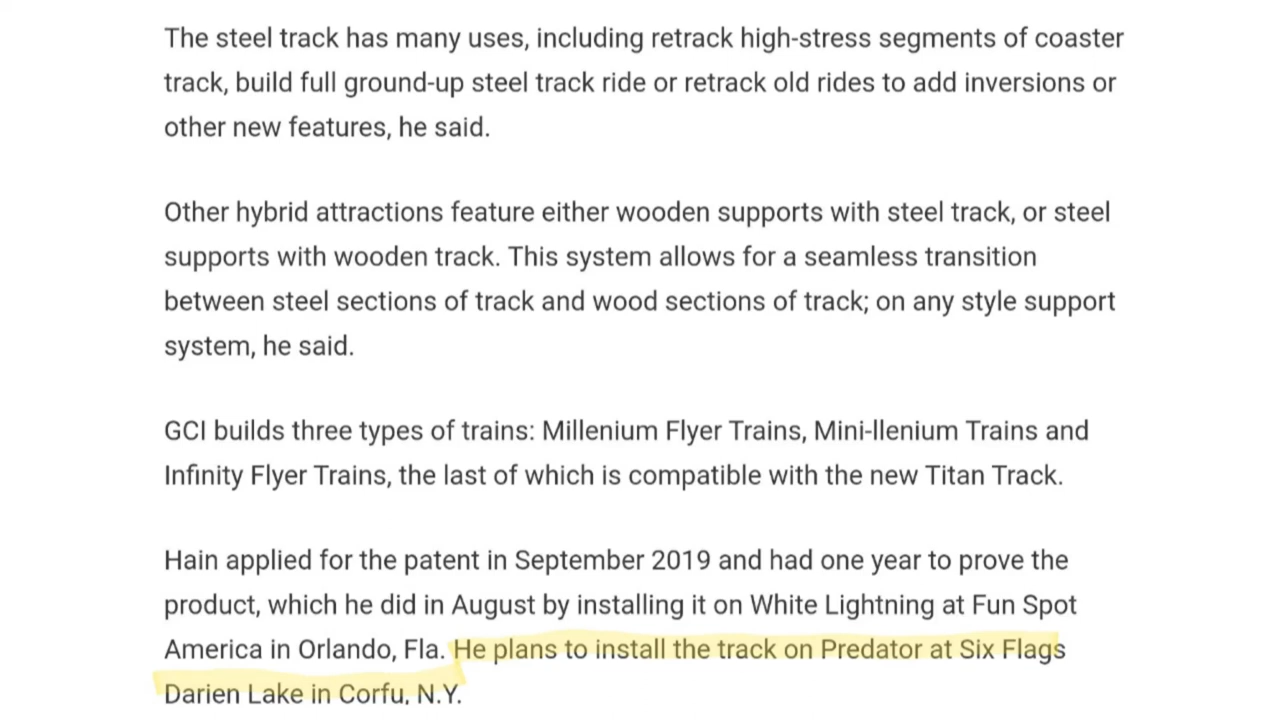 The steel track has many uses, including retrack high-stress segments of coaster
track, build full ground-up steel track ride or retrack old rides to add inversions or
other new features, he said.
Other hybrid attractions feature either wooden supports with steel track, or steel
supports with wooden track. This system allows for a seamless transition
between steel sections of track and wood sections of track; on any style support
system, he said.
GCI builds three types of trains: Millenium Flyer Trains, Mini-llenium Trains and
Infinity Flyer Trains, the last of which is compatible with the new Titan Track.
Hain applied for the patent in September 2019 and had one year to prove the
product, which he did in August by installing it on White Lightning at Fun Spot
America in Orlando, Fla. He plans to install the track on Predator at Six Flags
Darien Lake in Corfu, N.Y.